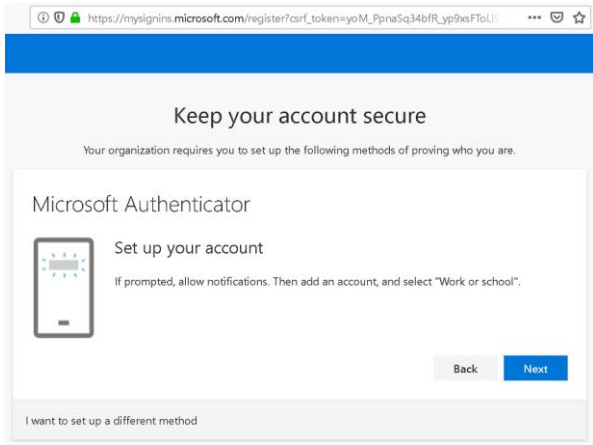 https://mysignins.microsoft.com/register?csrf_token=yoM_PpnaSq34bfR_yp9xsFToLl
Keep your account secure
Your organization requires you to set up the following methods of proving who you are.
Microsoft Authenticator
Set up your account
If prompted, allow notifications. Then add an account, and select "Work or school".
Back Next
I want to set up a different method